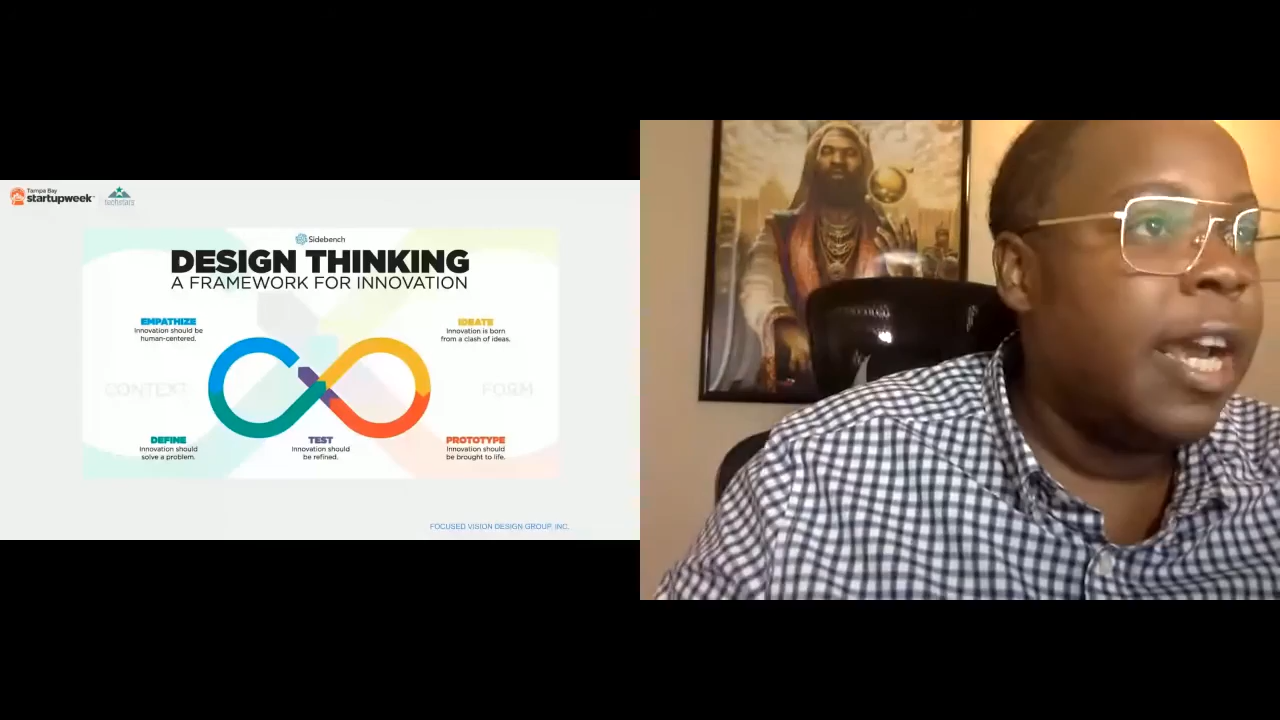 Tampa Bay
startupweek
techstars
Sidebench
DESIGN THINKING
A FRAMEWORK FOR INNOVATION
EMPATHIZE
Innovation should be
human-centered.
IDEATE
Innovation is born
from a clash of ideas.
CONTEXT
FORM
DEFINE
Innovation should
solve a problem.
TEST
Innovation should
be refined.
PROTOTYPE
Innovation should
be brought to life.
FOCUSED VISION DESIGN GROUP, INC.